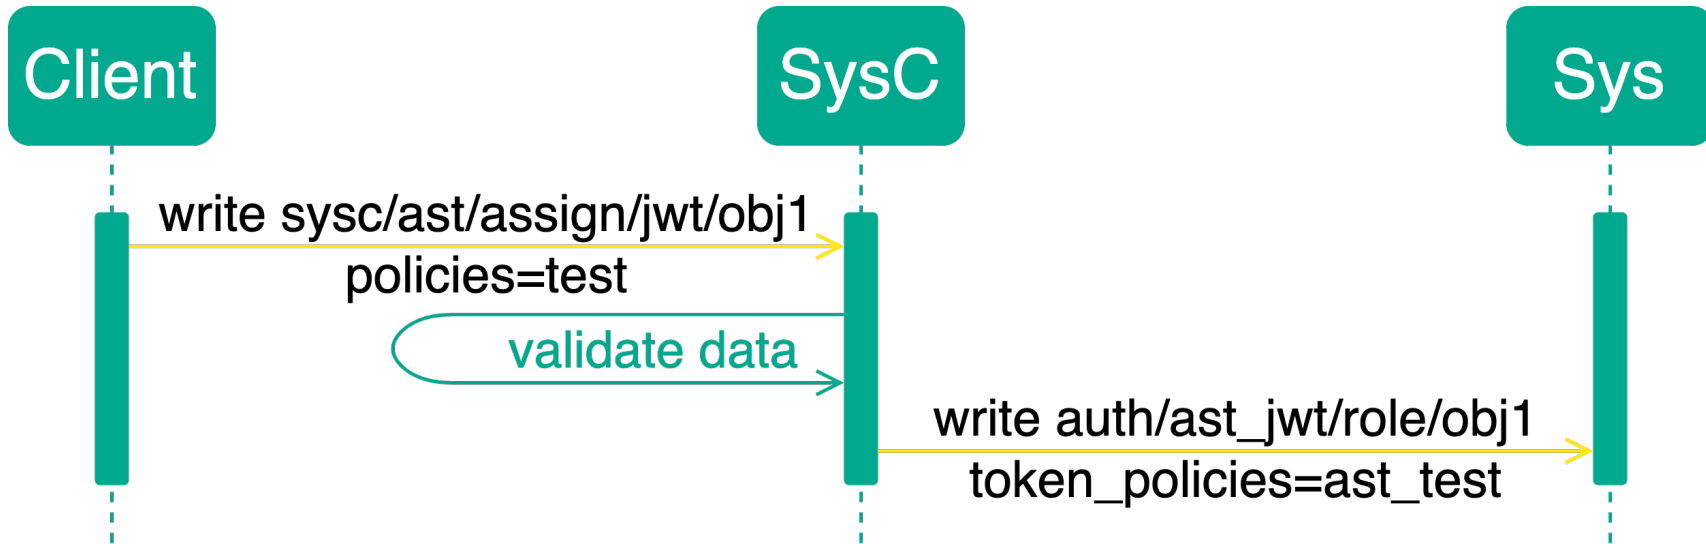 Client
SysC
Sys
write sysc/ast/assign/jwt/obj1
policies=test
validate data
write auth/ast_jwt/role/obj1
token_policies=ast_test